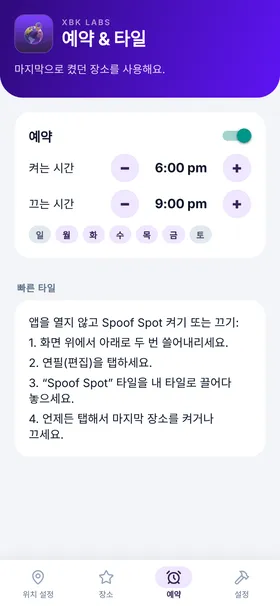 XBK LABS
예약 & 타일
마지막으로 켰던 장소를 사용해요.
예약
켜는 시간
6:00 pm
끄는 시간
9:00 pm
일 월 화 수 목 금 토
빠른 타일
앱을 열지 않고 Spoof Spot 켜기 또는 끄기:
1. 화면 위에서 아래로 두 번 쓸어내리세요.
2. 연필(편집)을 탭하세요.
3. “Spoof Spot” 타일을 내 타일로 끌어다
놓으세요.
4. 언제든 탭해서 마지막 장소를 켜거나
끄세요.
위치 설정 장소 예약 설정